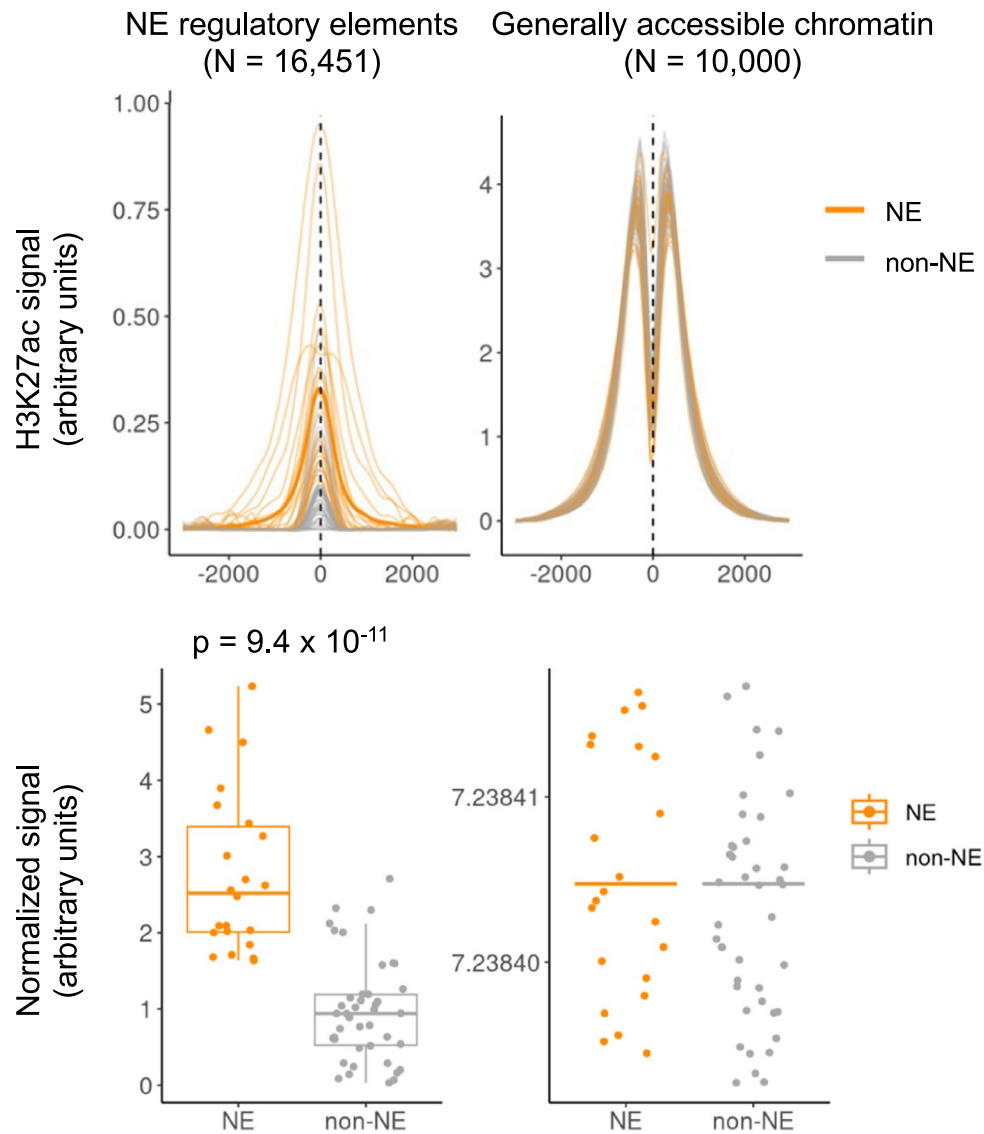 NE regulatory elements
(N = 16,451)
Generally accessible chromatin
(N = 10,000)
H3K27ac signal
(arbitrary units)
1.00
0.75
0.50
0.25
0.00
-2000
0
2000
4
3
2
1
0
-2000
0
2000
NE
non-NE
p = 9.4 x 10-11
Normalized signal
(arbitrary units)
5
4
3
2
1
0
NE
non-NE
7.23841
7.23840
NE
non-NE
NE
non-NE